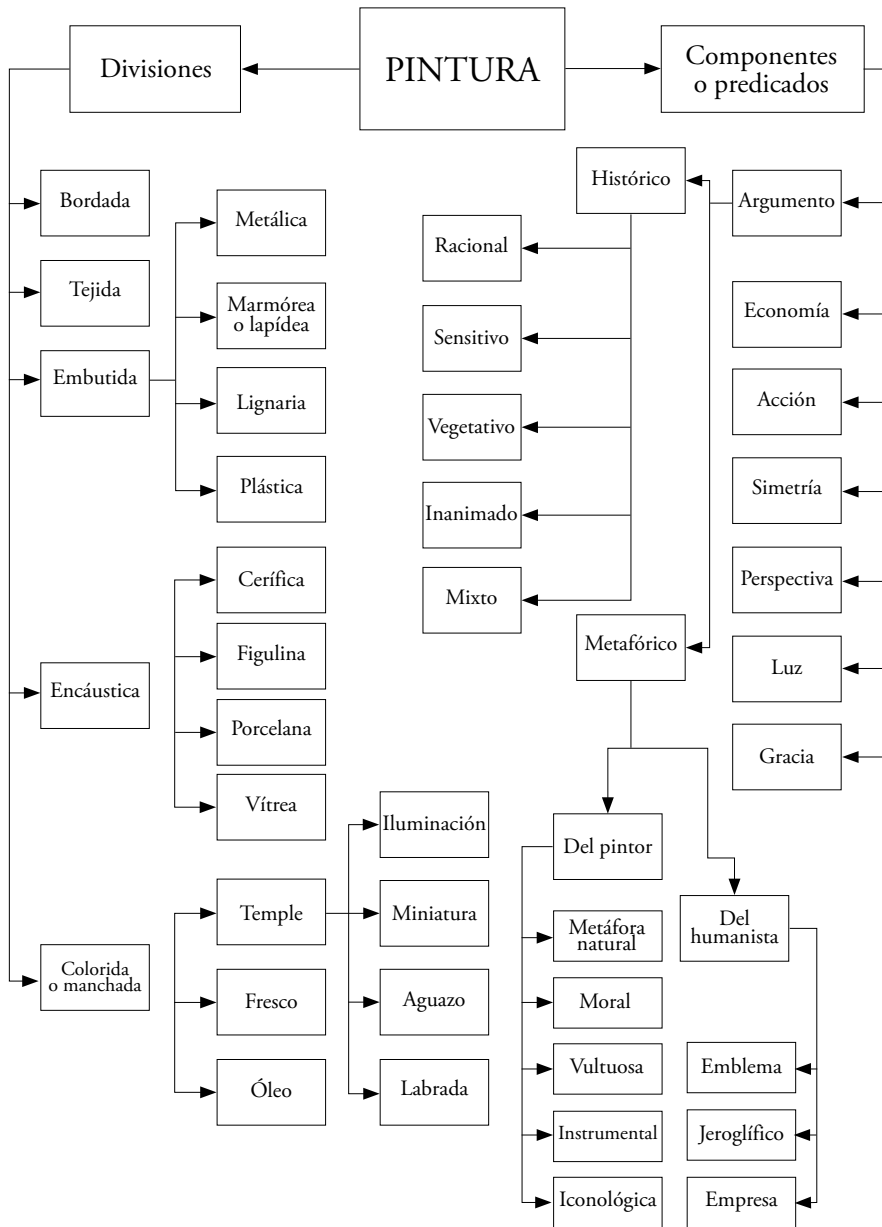 PINTURA
Divisiones
Componentes
o predicados
Bordada
Tejida
Embutida
Metálica
Marmórea
o lapídea
Lignaria
Plástica
Encáustica
Cerífica
Figulina
Porcelana
Vítrea
Colorida
o manchada
Temple
Fresco
Óleo
Iluminación
Miniatura
Aguazo
Labrada
Argumento
Economía
Acción
Simetría
Perspectiva
Luz
Gracia
Histórico
Racional
Sensitivo
Vegetativo
Inanimado
Mixto
Metafórico
Del pintor
Metáfora
natural
Moral
Vultuosa
Instrumental
Iconológica
Del
humanista
Emblema
Jeroglífico
Empresa